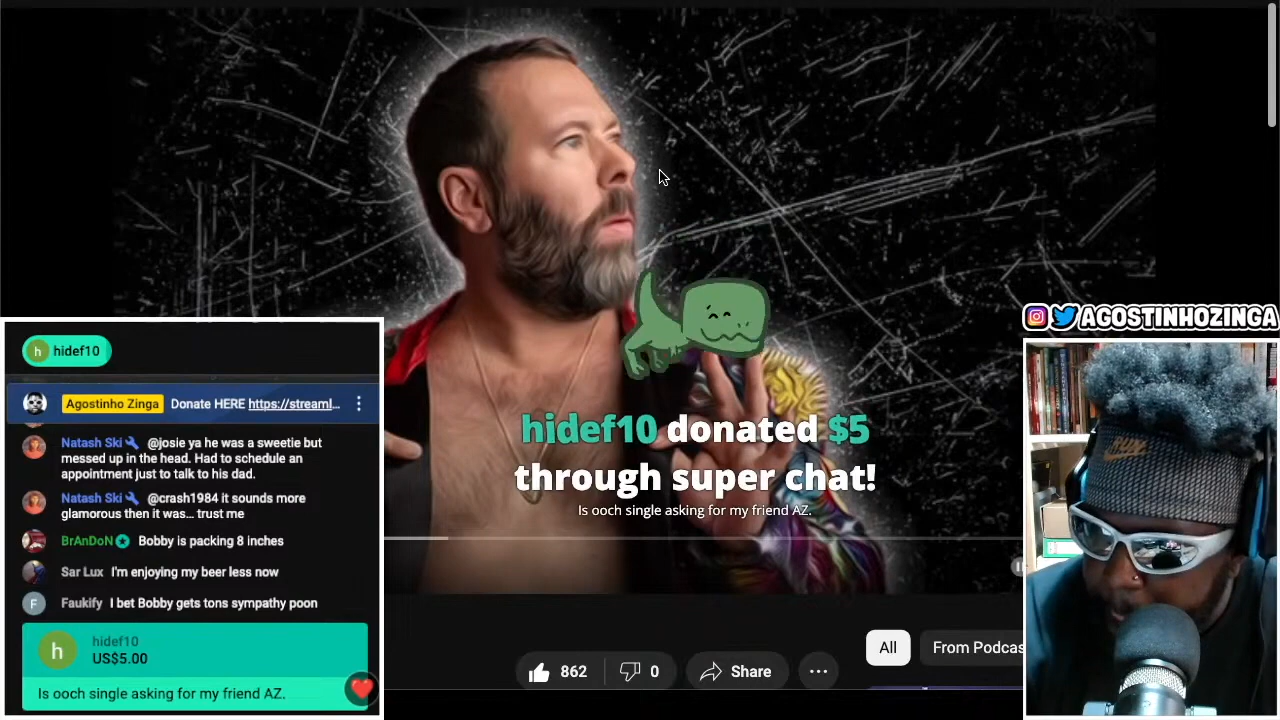 hidef10
Agostinho Zinga Donate HERE https://streaml...
Natash Ski @josie ya he was a sweetie but
messed up in the head. Had to schedule an
appointment just to talk to his dad.
Natash Ski @crash1984 it sounds more
glamorous then it was... trust me
BrAnDoN Bobby is packing 8 inches
Sar Lux I'm enjoying my beer less now
Faukify I bet Bobby gets tons sympathy poon
hidef10
US$5.00
Is ooch single asking for my friend AZ.
hidef10 donated $5
through super chat!
Is ooch single asking for my friend AZ.
862
0
Share
All
From Podcas
AGOSTINHOZINGA
RUN